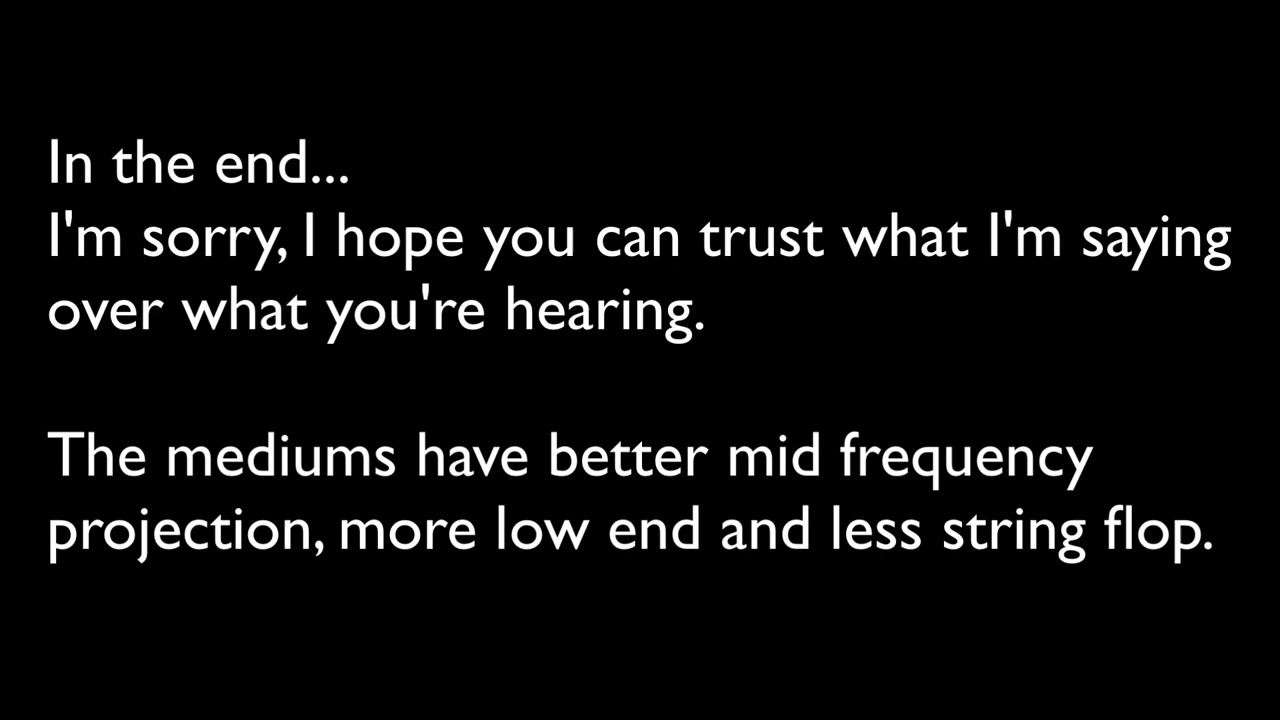 In the end...
I'm sorry, I hope you can trust what I'm saying
over what you're hearing.
The mediums have better mid frequency
projection, more low end and less string flop.